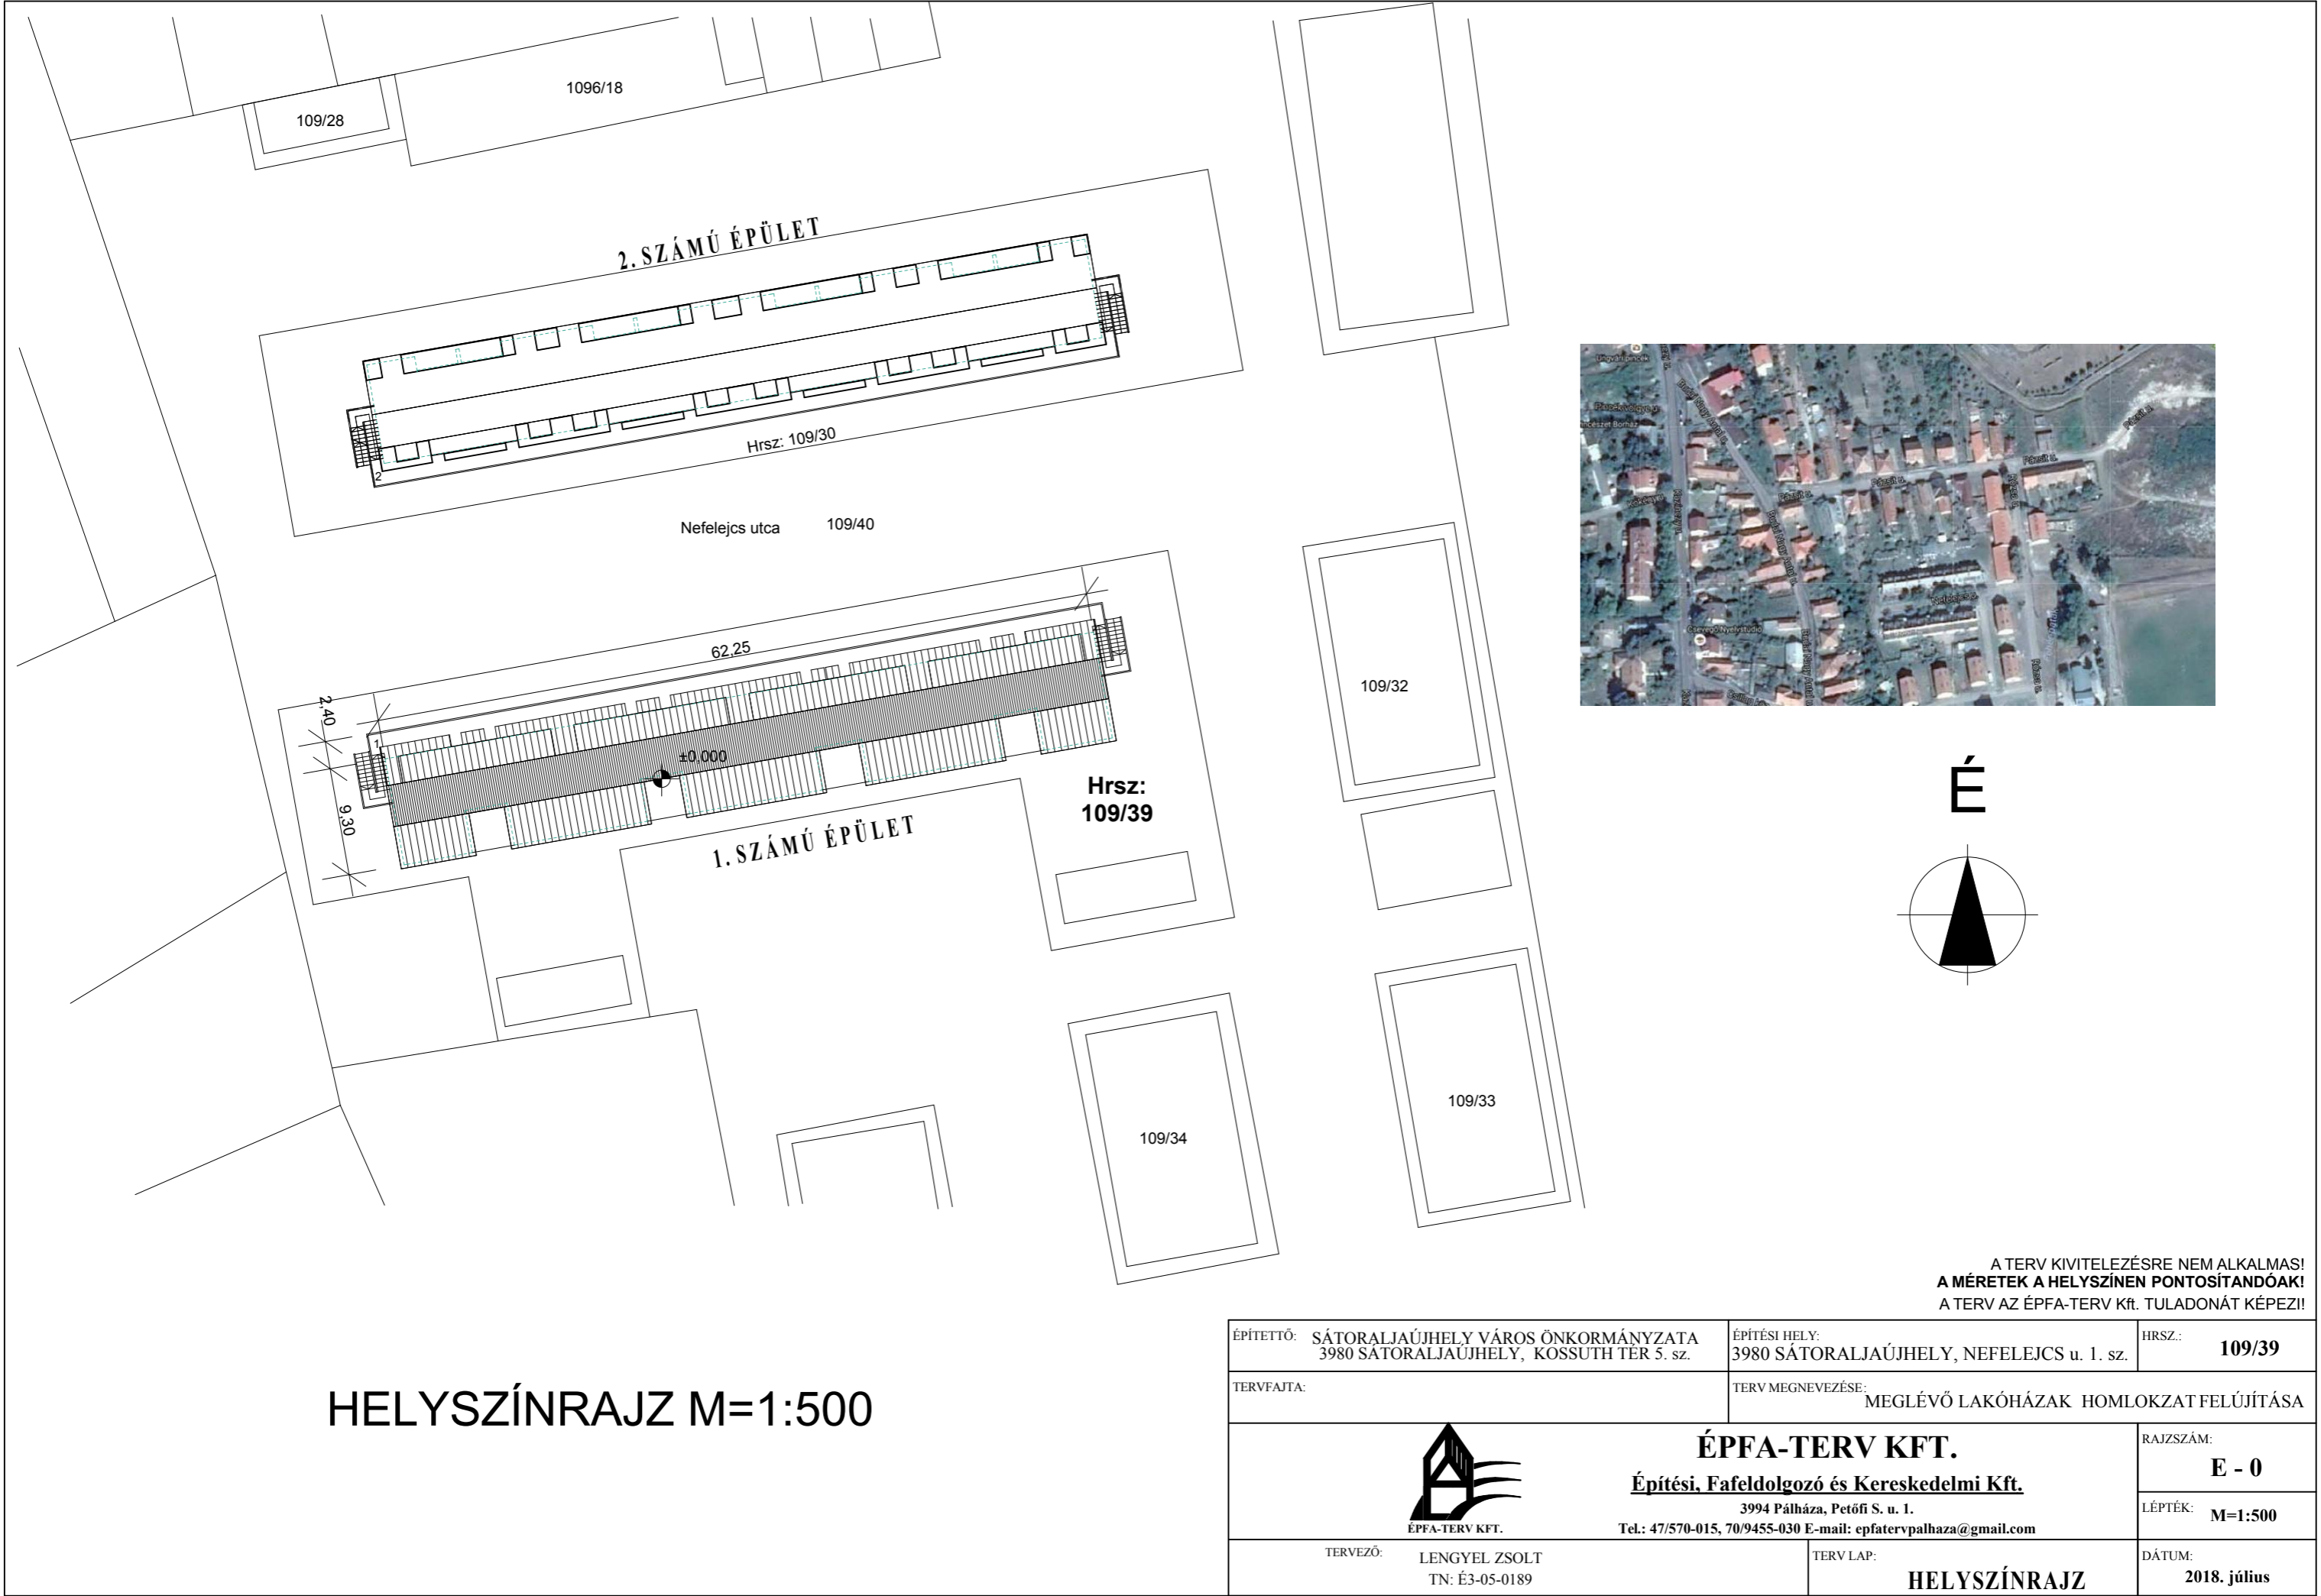 1096/18
109/28
2. SZÁMÚ ÉPÜLET
Hrsz: 109/30
2
Nefelejcs utca 109/40
62,25
2,40
1
±0,000
9,30
Hrsz:
109/39
1. SZÁMÚ ÉPÜLET
109/32
109/33
109/34
Pázsit u.
Pázsit u.
Pázsit u.
Nefelejcs u.
Rózsa u.
É
A TERV KIVITELEZÉSRE NEM ALKALMAS!
A MÉRETEK A HELYSZÍNEN PONTOSÍTANDÓAK!
A TERV AZ ÉPFA-TERV Kft. TULADONÁT KÉPEZI!
HELYSZÍNRAJZ M=1:500
ÉPÍTETTŐ: SÁTORALJAÚJHELY VÁROS ÖNKORMÁNYZATA
3980 SÁTORALJAÚJHELY, KOSSUTH TÉR 5. sz.
ÉPÍTÉSI HELY:
3980 SÁTORALJAÚJHELY, NEFELEJCS u. 1. sz.
HRSZ.: 109/39
TERVFAJTA:
TERV MEGNEVEZÉSE: MEGLÉVŐ LAKÓHÁZAK HOMLOKZAT FELÚJÍTÁSA
ÉPFA-TERV KFT.
ÉPFA-TERV KFT.
Építési, Fafeldolgozó és Kereskedelmi Kft.
3994 Pálháza, Petőfi S. u. 1.
Tel.: 47/570-015, 70/9455-030 E-mail: epfatervpalhaza@gmail.com
RAJZSZÁM:
E - 0
LÉPTÉK: M=1:500
TERVEZŐ: LENGYEL ZSOLT
TN: É3-05-0189
TERV LAP:
HELYSZÍNRAJZ
DÁTUM:
2018. július